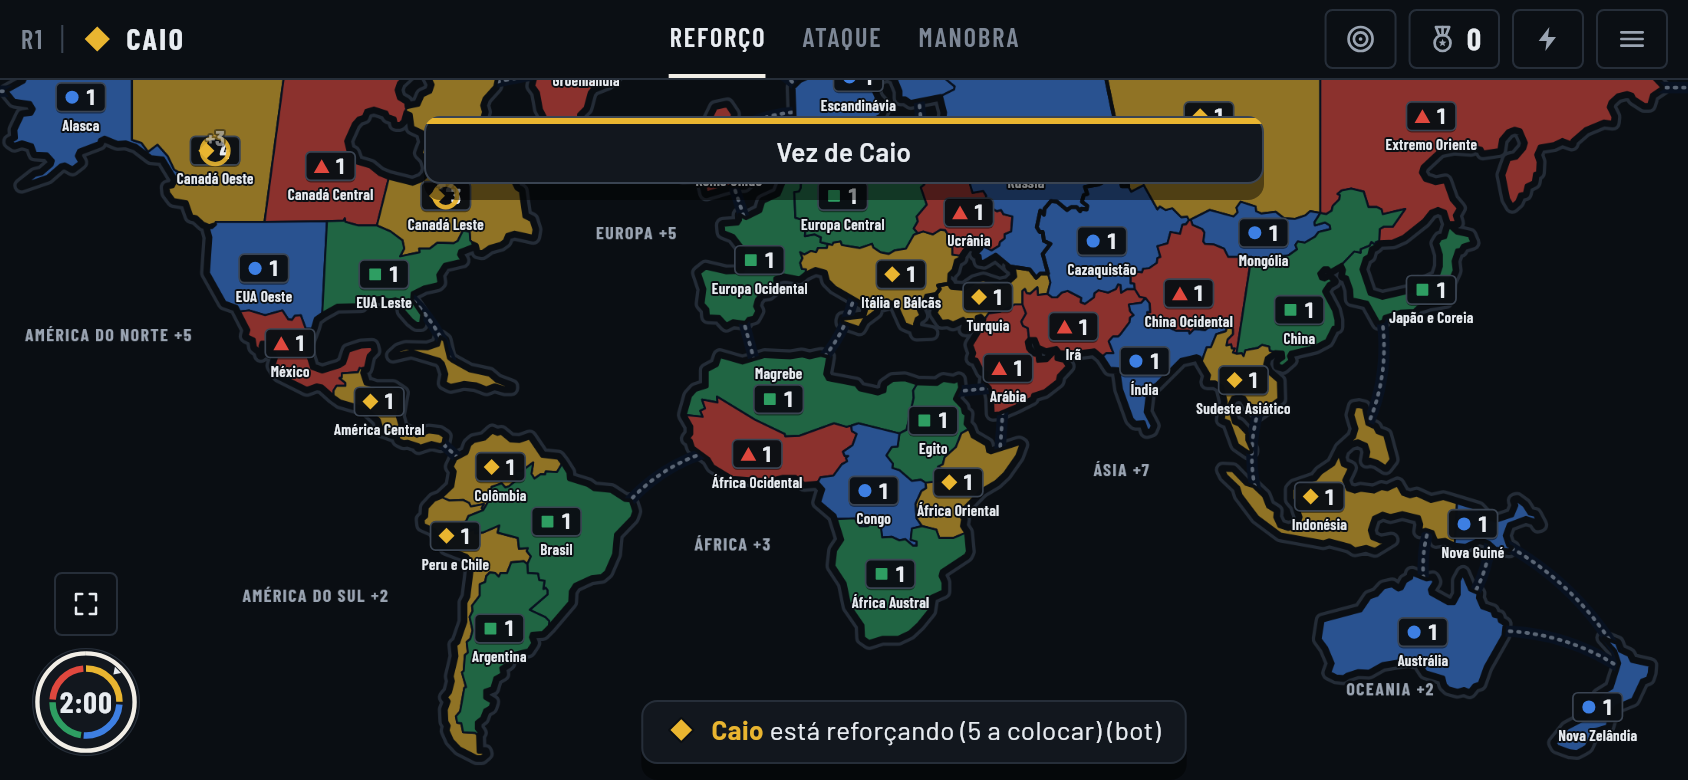 R1
CAIO
REFORÇO
ATAQUE
MANOBRA
0
Groenlândia
1
Alasca
1
Escandinávia
1
1
Extremo Oriente
+3
Canadá Oeste
Vez de Caio
1
Canadá Central
Canadá Leste
Rússia
1
Europa Central
1
Ucrânia
EUROPA +5
1
Cazaquistão
1
Mongólia
1
EUA Oeste
1
EUA Leste
1
Europa Ocidental
1
Itália e Bálcãs
1
Turquia
1
China Ocidental
1
China
1
Japão e Coreia
AMÉRICA DO NORTE +5
1
México
1
Irã
1
Índia
1
Arábia
1
Sudeste Asiático
Magrebe
1
1
América Central
1
Egito
1
África Ocidental
ÁSIA +7
1
Colômbia
1
Congo
1
África Oriental
1
Indonésia
1
Nova Guiné
1
Brasil
1
Peru e Chile
ÁFRICA +3
1
África Austral
AMÉRICA DO SUL +2
1
Argentina
1
Austrália
OCEANIA +2
2:00
1
Nova Zelândia
Caio está reforçando (5 a colocar) (bot)